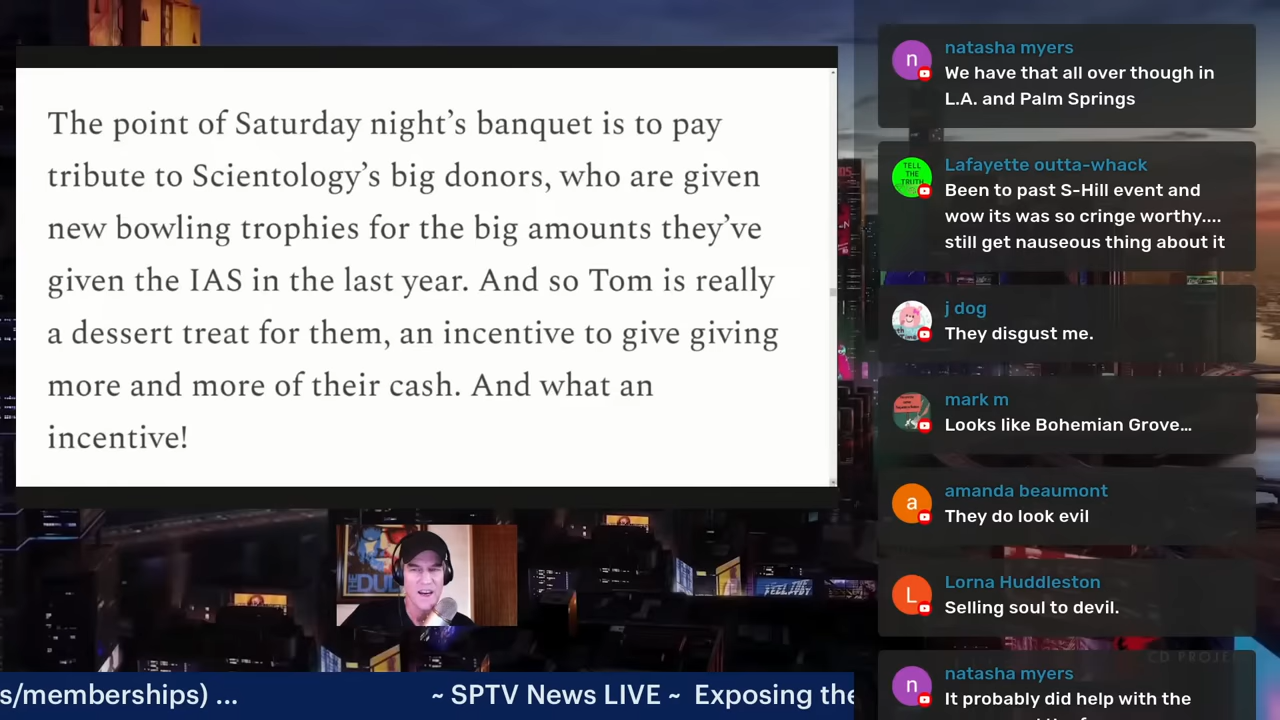 The point of Saturday night’s banquet is to pay
tribute to Scientology’s big donors, who are given
new bowling trophies for the big amounts they’ve
given the IAS in the last year. And so Tom is really
a dessert treat for them, an incentive to give giving
more and more of their cash. And what an
incentive!
natasha myers
We have that all over though in
L.A. and Palm Springs
TELL
THE
TRUTH
Lafayette outta-whack
Been to past S-Hill event and
wow its was so cringe worthy....
still get nauseous thing about it
j dog
They disgust me.
mark m
Looks like Bohemian Grove...
amanda beaumont
They do look evil
Lorna Huddleston
Selling soul to devil.
natasha myers
It probably did help with the
s/memberships) ...
~ SPTV News LIVE ~ Exposing the